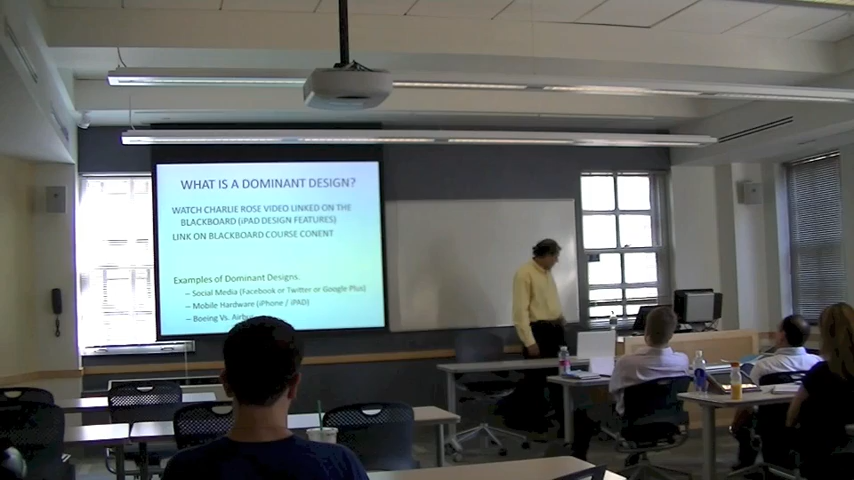 WHAT IS A DOMINANT DESIGN?
WATCH CHARLIE ROSE VIDEO LINKED ON THE
BLACKBOARD (iPAD DESIGN FEATURES)
LINK ON BLACKBOARD COURSE CONENT
Examples of Dominant Designs.
– Social Media (Facebook or Twitter or Google Plus)
– Mobile Hardware (iPhone / iPAD)
– Boeing Vs.